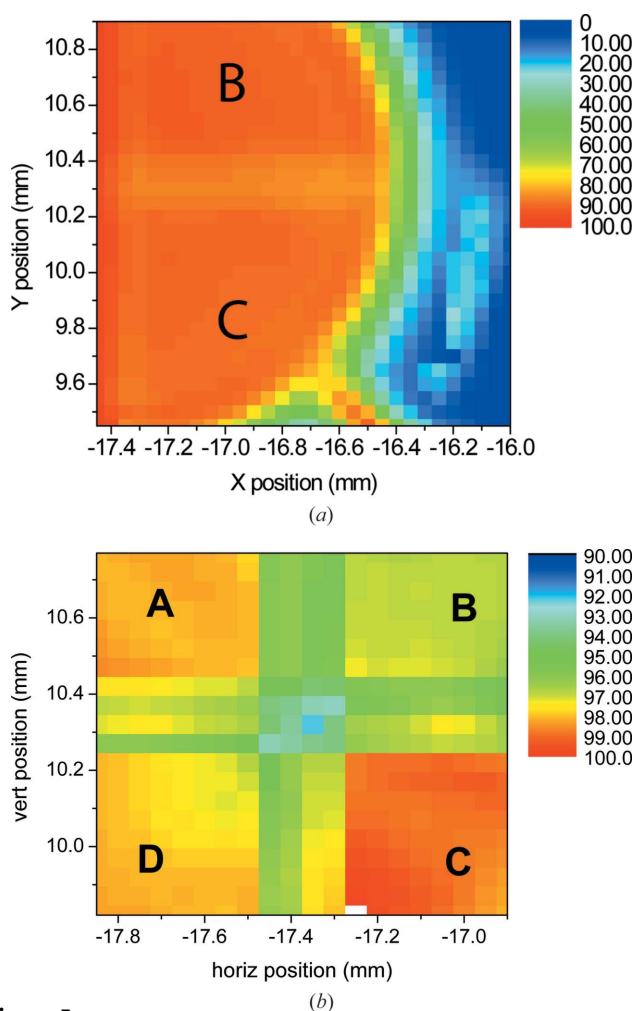 10.8
10.6
10.4
10.2
10.0
9.8
9.6
Y position (mm)
B
C
-17.4 -17.2 -17.0 -16.8 -16.6 -16.4 -16.2 -16.0
X position (mm)
0
10.00
20.00
30.00
40.00
50.00
60.00
70.00
80.00
90.00
100.0
(a)
10.6
10.4
10.2
10.0
vert position (mm)
A
B
D
C
-17.8 -17.6 -17.4 -17.2 -17.0
horiz position (mm)
90.00
91.00
92.00
93.00
94.00
95.00
96.00
97.00
98.00
99.00
100.0
(b)